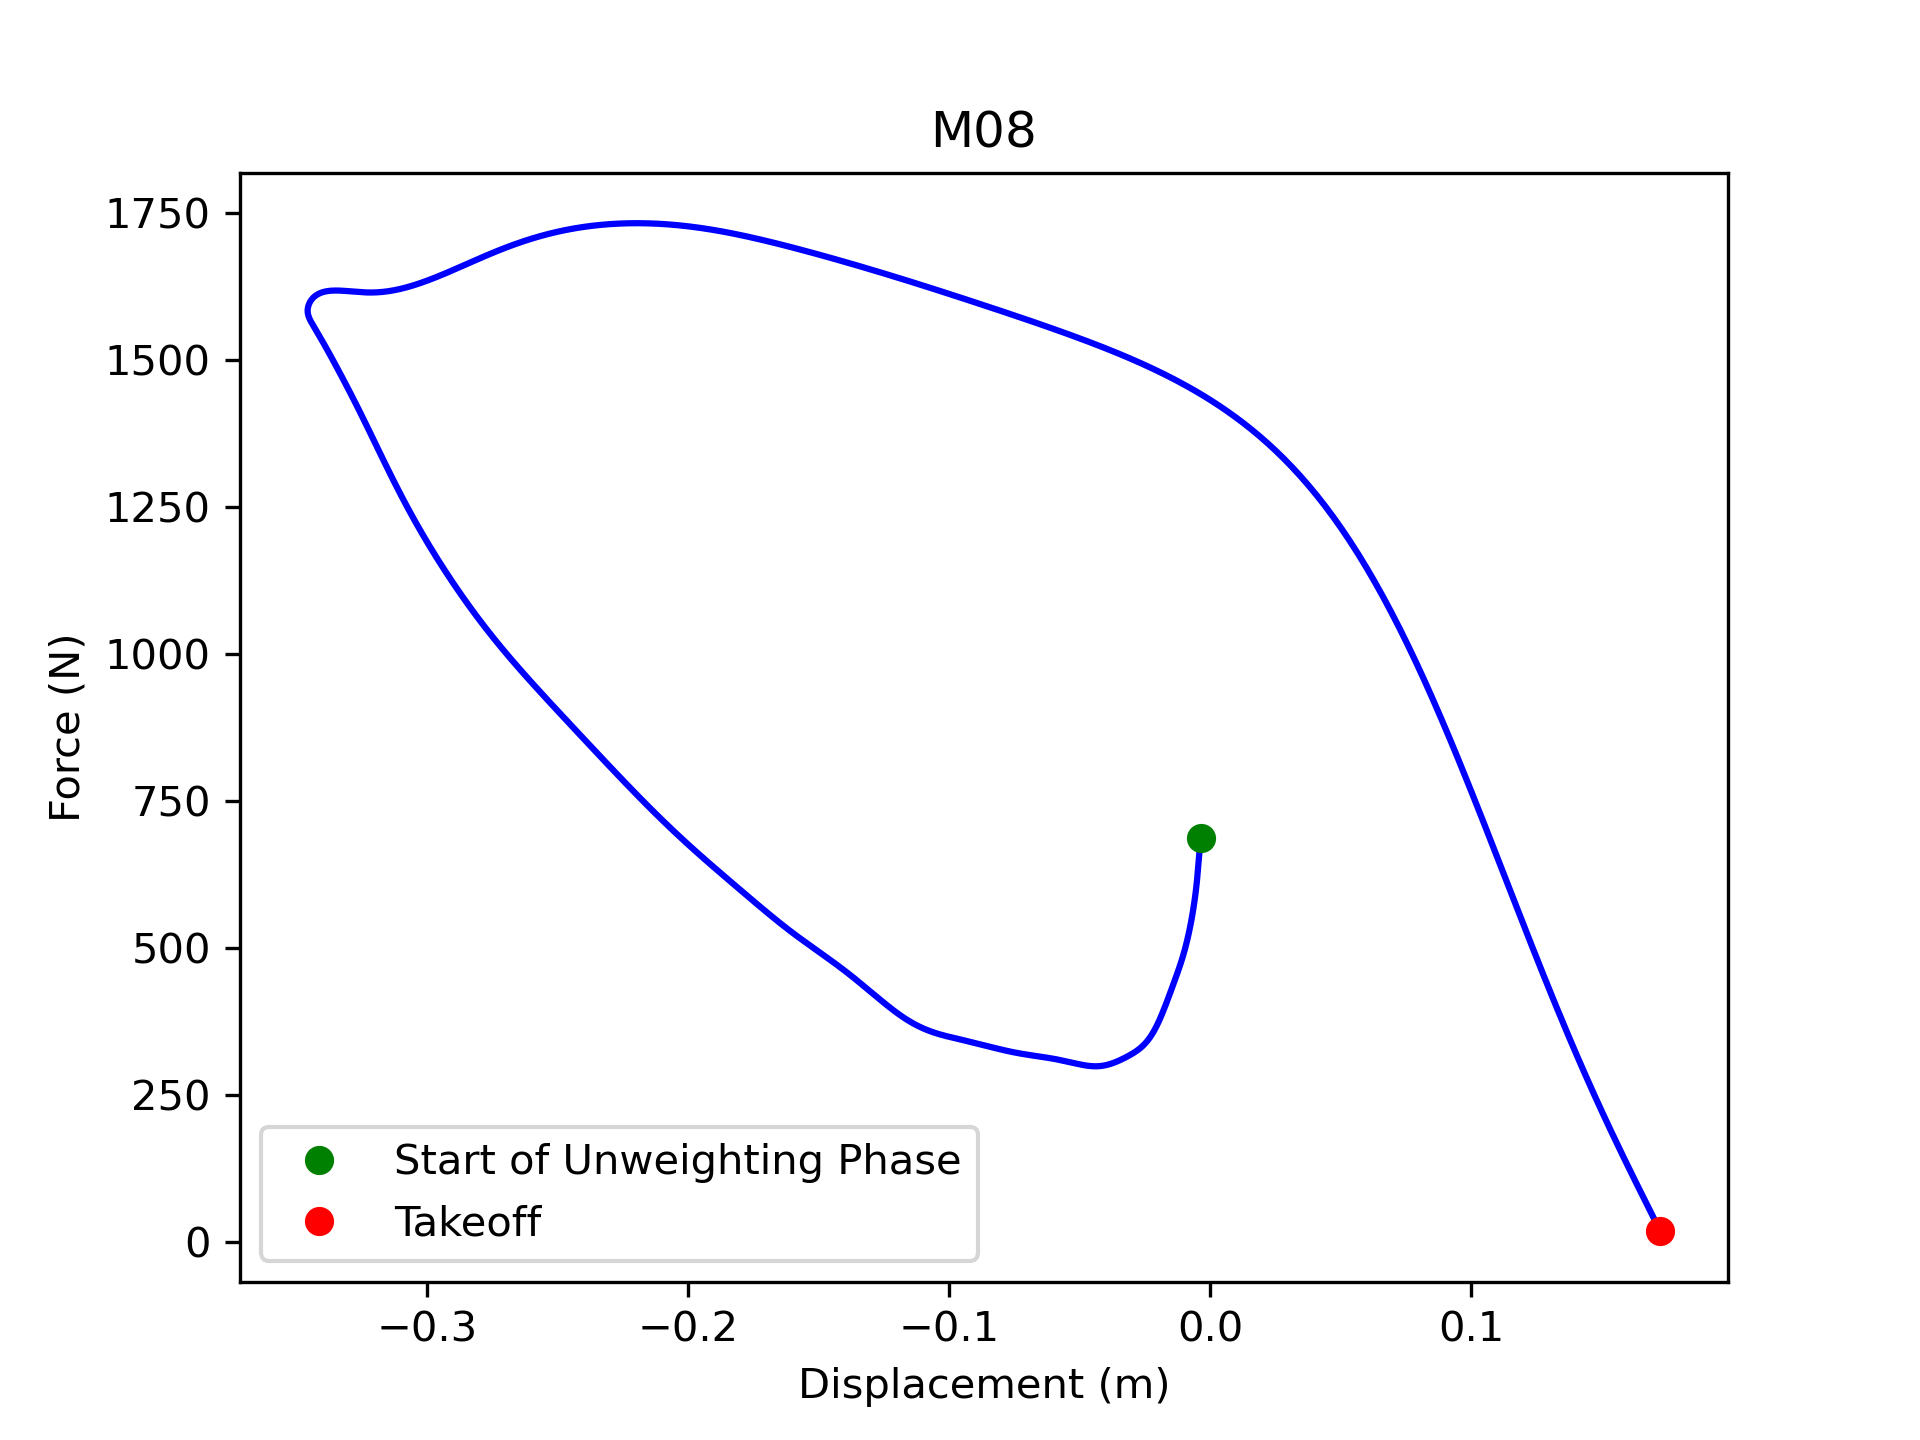 M08
1750
1500
1250
1000
750
500
250
0
Force (N)
Start of Unweighting Phase
Takeoff
−0.3 −0.2 −0.1 0.0 0.1
Displacement (m)